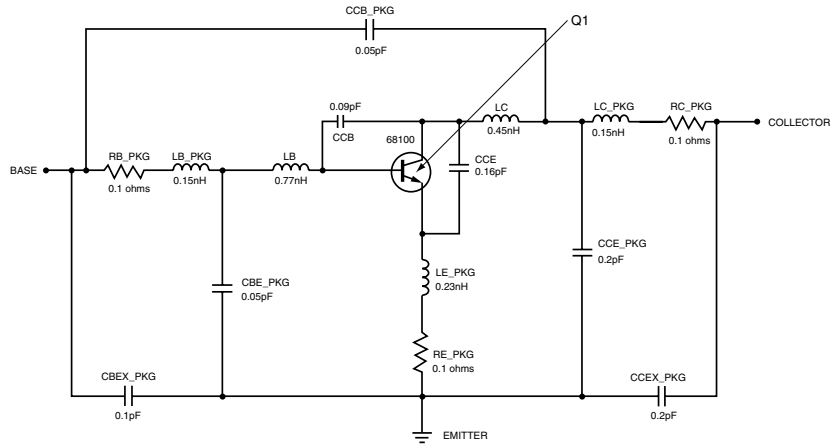 CCB_PKG
0.05pF
Q1
0.09pF
CCB
68100
LC
0.45nH
LC_PKG
0.15nH
RC_PKG
0.1 ohms
COLLECTOR
BASE
RB_PKG
0.1 ohms
LB_PKG
0.15nH
LB
0.77nH
CCE
0.16pF
CBE_PKG
0.05pF
LE_PKG
0.23nH
CCE_PKG
0.2pF
RE_PKG
0.1 ohms
CBEX_PKG
0.1pF
CCEX_PKG
0.2pF
EMITTER